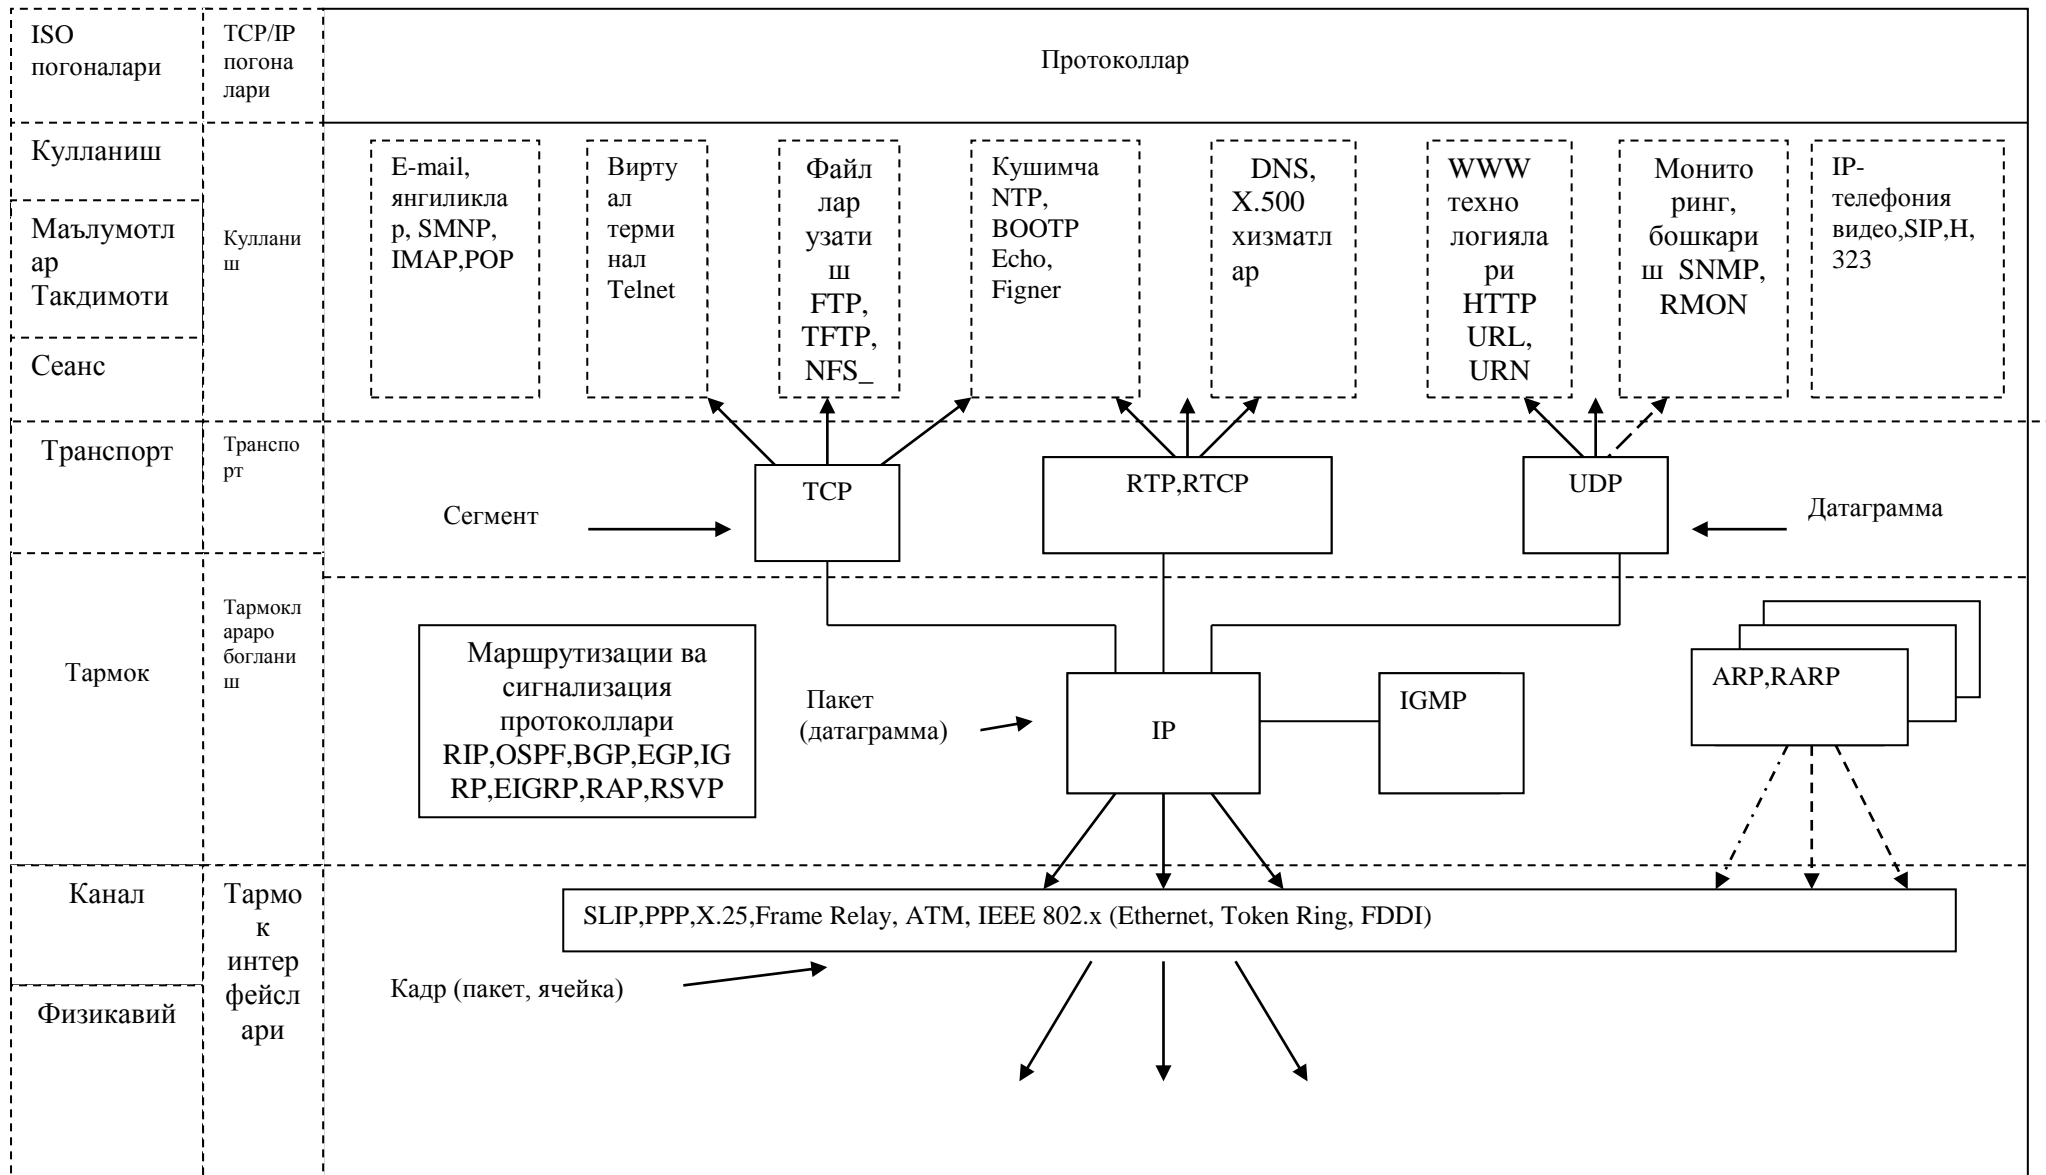 ISO
погоналари
TCP/IP
погона
лари
Протоколлар
Кулланиш
Маълумотл
ар
Такдимоти
Сеанс
Куллани
ш
E-mail,
янгиликла
р, SMNP,
IMAP,POP
Вирту
ал
терми
нал
Telnet
Файл
лар
узати
ш
FTP,
TFTP,
NFS_
Кушимча
NTP,
BOOTP
Echo,
Figner
DNS,
X.500
хизматл
ар
WWW
техно
логияла
ри
HTTP
URL,
URN
Монито
ринг,
бошкари
ш SNMP,
RMON
IP-
телефония
видео,SIP,H,
323
Транспорт
Транспо
рт
Сегмент
TCP
RTP,RTCP
UDP
Датаграмма
Тармок
Тармокл
араро
боглани
ш
Маршрутизации ва
сигнализация
протоколлари
RIP,OSPF,BGP,EGP,IG
RP,EIGRP,RAP,RSVP
Пакет
(датаграмма)
IP
IGMP
ARP,RARP
Канал
Физикавий
Тармо
к
интер
фейсл
ари
SLIP,PPP,X.25,Frame Relay, ATM, IEEE 802.x (Ethernet, Token Ring, FDDI)
Кадр (пакет, ячейка)